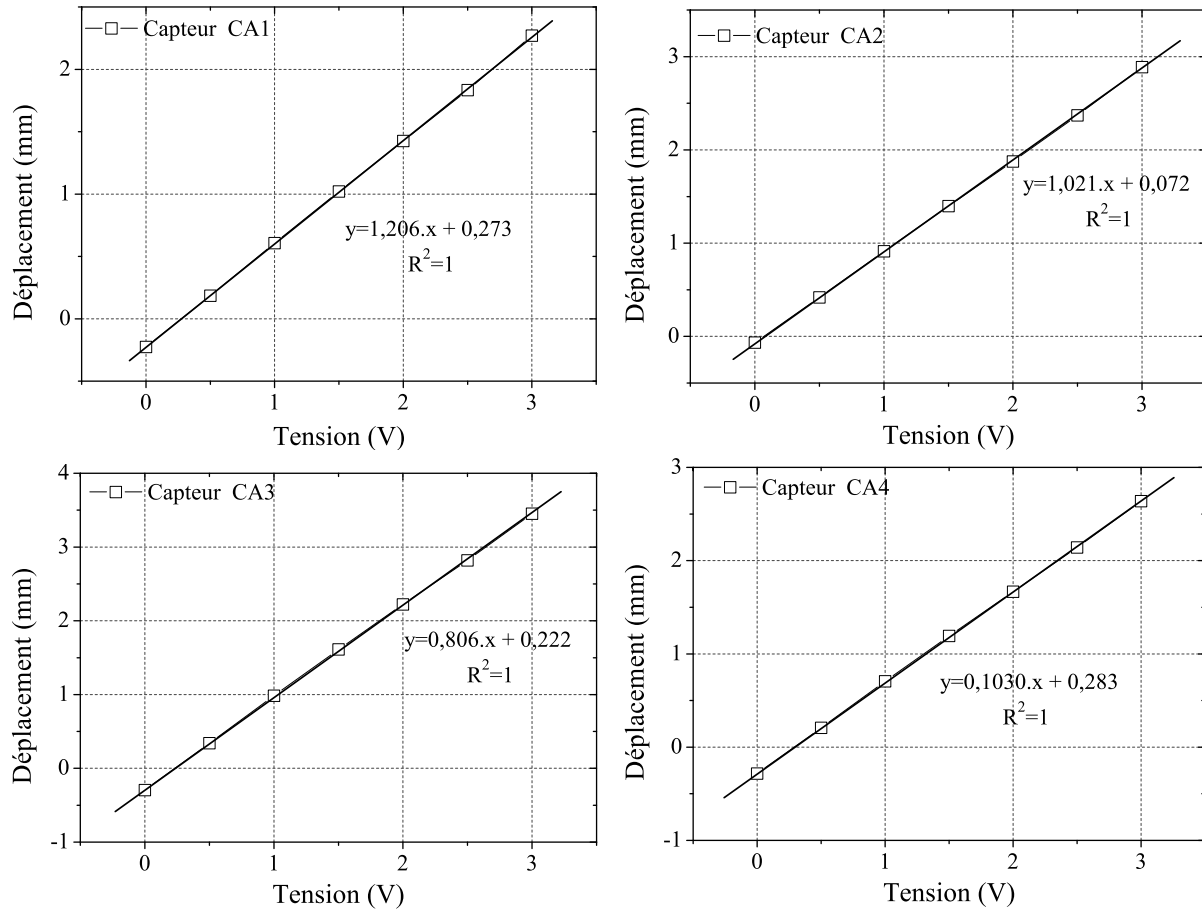 Capteur CA1
Déplacement (mm)
2
1
0
y=1,206.x + 0,273
R²=1
0 1 2 3
Tension (V)
Capteur CA2
Déplacement (mm)
3
2
1
0
y=1,021.x + 0,072
R²=1
0 1 2 3
Tension (V)
Capteur CA3
Déplacement (mm)
4
3
2
1
0
-1
y=0,806.x + 0,222
R²=1
0 1 2 3
Tension (V)
Capteur CA4
Déplacement (mm)
3
2
1
0
-1
y=0,1030.x + 0,283
R²=1
0 1 2 3
Tension (V)